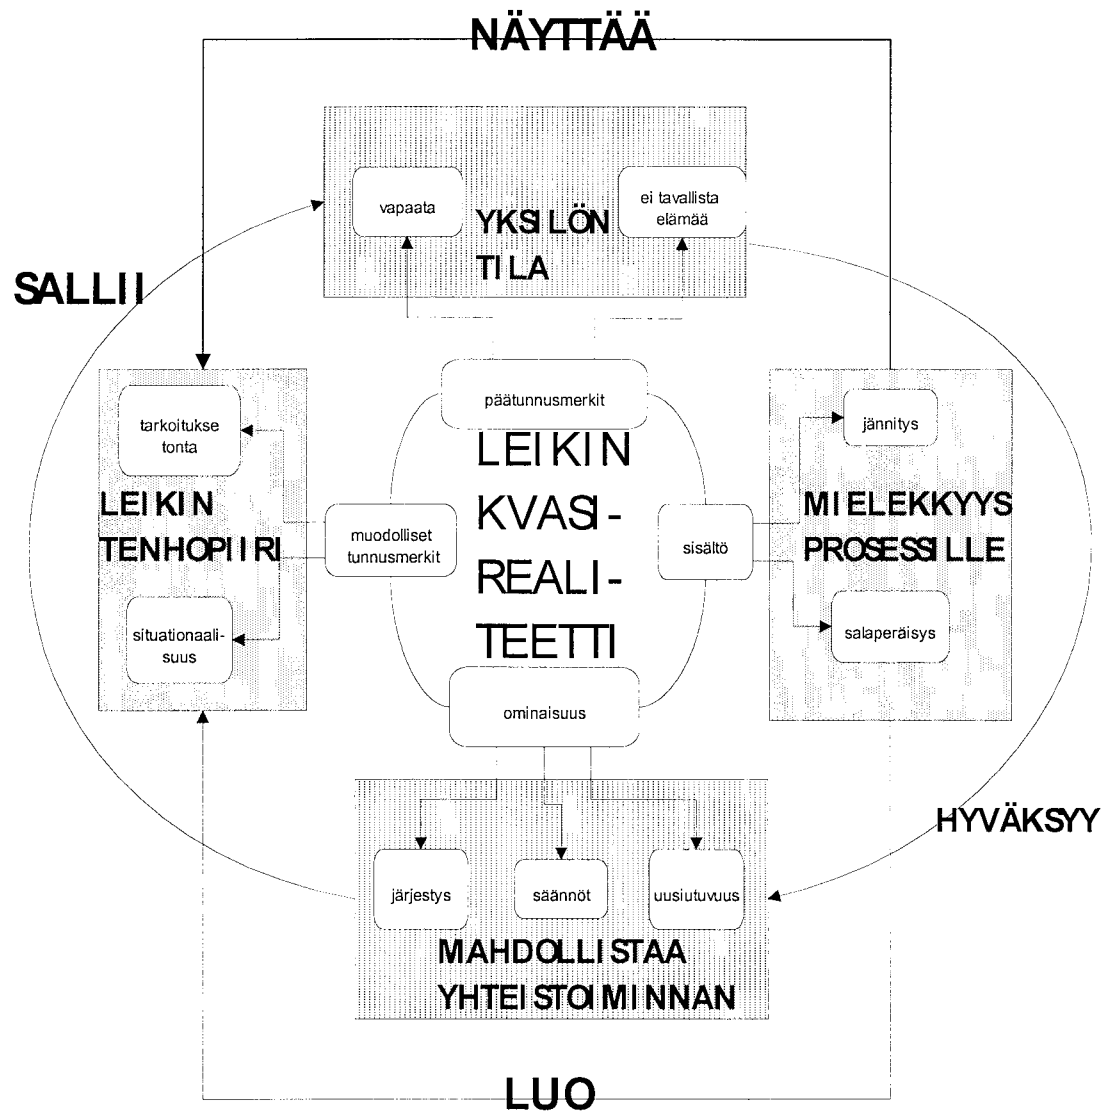 NÄYTTÄÄ
vapaata
ei tavallista
elämää
YKSILÖN
TILA
SALLII
päätunnusmerkit
tarkoitukse
tonta
jännitys
LEIKIN
KVASI-
REALI-
TEETTI
LEIKIN
TENHOPIIRI
muodolliset
tunnusmerkit
sisältö
MIELEKKYYS
PROSESSILLE
situationaali-
suus
salaperäisys
ominaisuus
HYVÄKSYY
järjestys
säännöt
uusiutuvuus
MAHDOLLISTAA
YHTEISTOIMINNAN
LUO